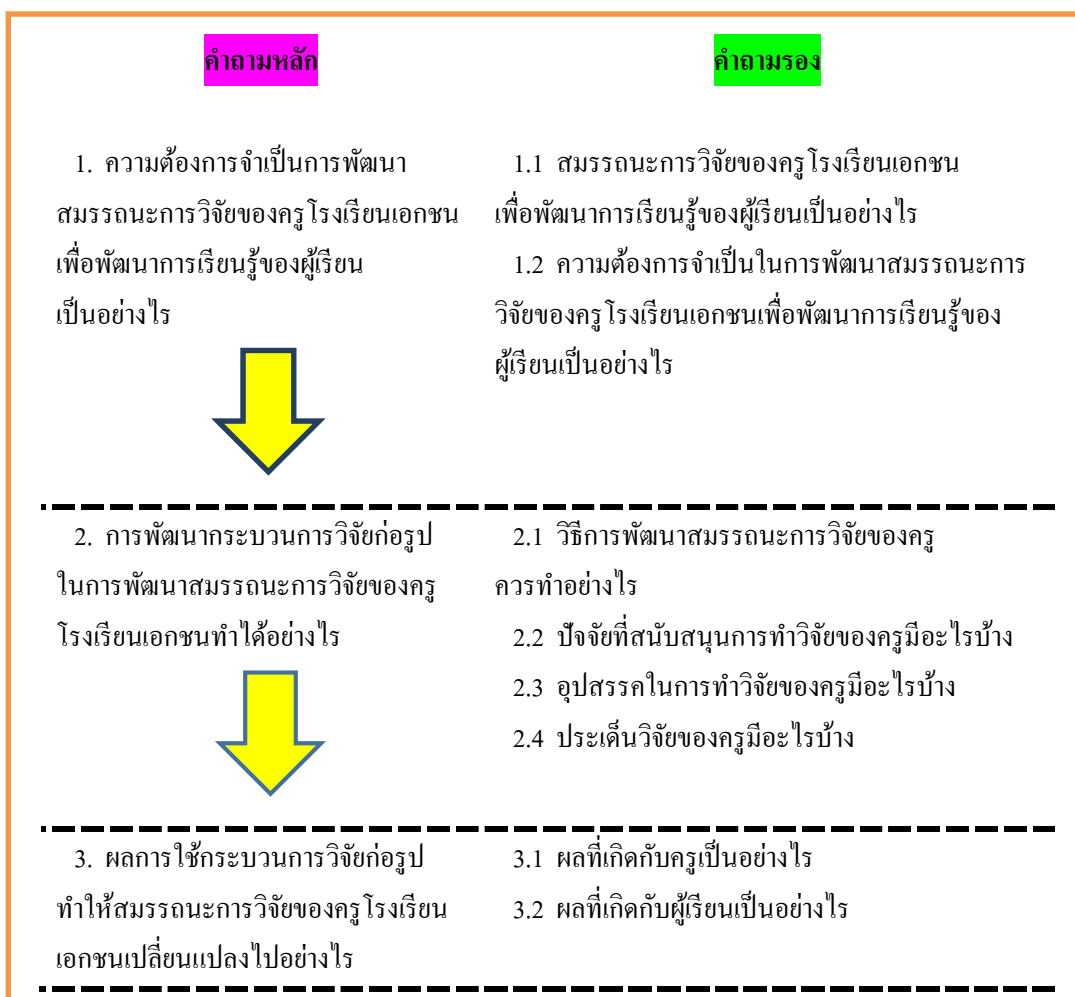 คำถามหลัก
คำถามรอง
1. ความต้องการจำเป็นการพัฒนา
สมรรถนะการวิจัยของครูโรงเรียนเอกชน
เพื่อพัฒนาการเรียนรู้ของผู้เรียน
เป็นอย่างไร
1.1 สมรรถนะการวิจัยของครูโรงเรียนเอกชน
เพื่อพัฒนาการเรียนรู้ของผู้เรียนเป็นอย่างไร
1.2 ความต้องการจำเป็นในการพัฒนาสมรรถนะการ
วิจัยของครูโรงเรียนเอกชนเพื่อพัฒนาการเรียนรู้ของ
ผู้เรียนเป็นอย่างไร
2. การพัฒนากระบวนการวิจัยก่อรูป
ในการพัฒนาสมรรถนะการวิจัยของครู
โรงเรียนเอกชนทำได้อย่างไร
2.1 วิธีการพัฒนาสมรรถนะการวิจัยของครู
ควรทำอย่างไร
2.2 ปัจจัยที่สนับสนุนการทำวิจัยของครูมีอะไรบ้าง
2.3 อุปสรรคในการทำวิจัยของครูมีอะไรบ้าง
2.4 ประเด็นวิจัยของครูมีอะไรบ้าง
3. ผลการใช้กระบวนการวิจัยก่อรูป
ทำให้สมรรถนะการวิจัยของครูโรงเรียน
เอกชนเปลี่ยนแปลงไปอย่างไร
3.1 ผลที่เกิดกับครูเป็นอย่างไร
3.2 ผลที่เกิดกับผู้เรียนเป็นอย่างไร